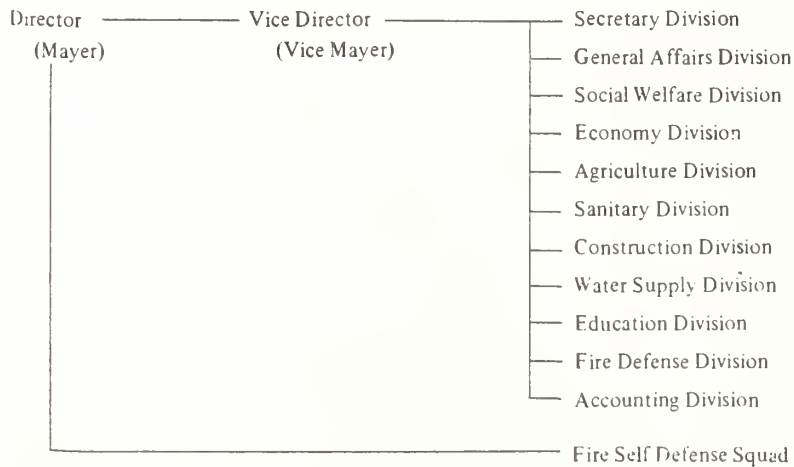 Director Vice Director Secretary Division
(Mayer) (Vice Mayer) General Affairs Division
Social Welfare Division
Economy Division
Agriculture Division
Sanitary Division
Construction Division
Water Supply Division
Education Division
Fire Defense Division
Accounting Division
Fire Self Defense Squad